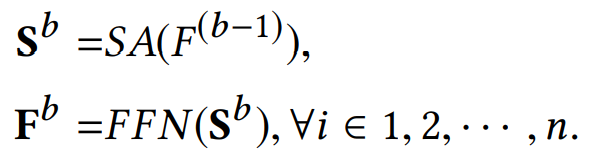 S^b =SA(F^(b−1)),
F^b =FFN(S^b), ∀i ∈ 1, 2, ⋯ , n.